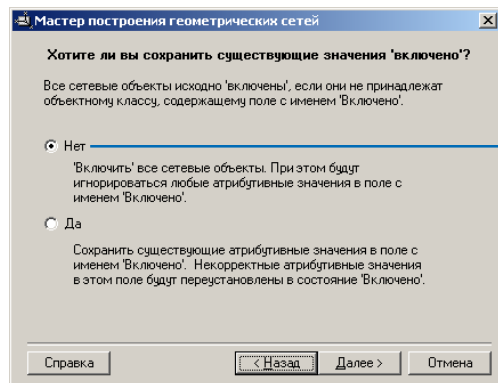 Мастер построения геометрических сетей
Хотите ли вы сохранить существующие значения 'включено'?
Все сетевые объекты исходно 'включены', если они не принадлежат
объектному классу, содержащему поле с именем 'Включено'.
Нет
'Включить' все сетевые объекты. При этом будут
игнорироваться любые атрибутивные значения в поле с
именем 'Включено'.
Да
Сохранить существующие атрибутивные значения в поле с
именем 'Включено'. Некорректные атрибутивные значения
в этом поле будут переустановлены в состояние 'Включено'.
Справка
< Назад
Далее >
Отмена